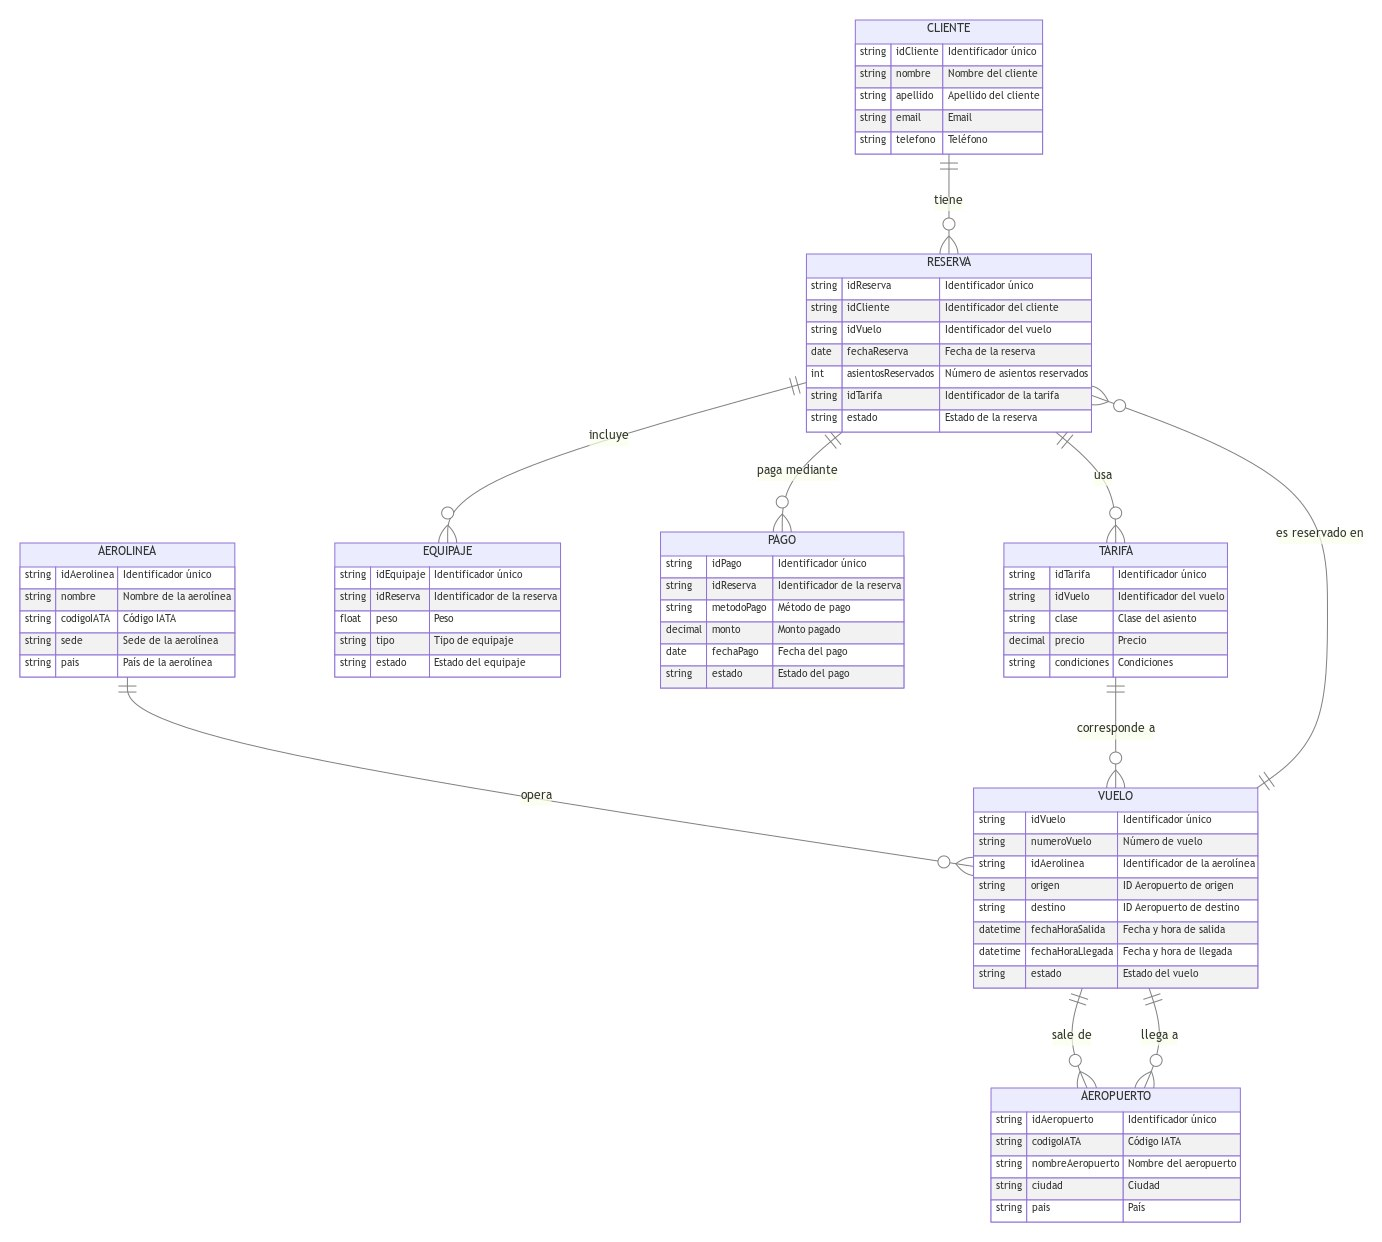 CLIENTE
string idCliente Identificador único
string nombre Nombre del cliente
string apellido Apellido del cliente
string email Email
string telefono Teléfono
tiene
RESERVA
string idReserva Identificador único
string idCliente Identificador del cliente
string idVuelo Identificador del vuelo
date fechaReserva Fecha de la reserva
int asientosReservados Número de asientos reservados
string idTarifa Identificador de la tarifa
string estado Estado de la reserva
incluye
paga mediante
usa
es reservado en
AEROLINEA
string idAerolinea Identificador único
string nombre Nombre de la aerolínea
string codigoIATA Código IATA
string sede Sede de la aerolínea
string pais País de la aerolínea
EQUIPAJE
string idEquipaje Identificador único
string idReserva Identificador de la reserva
float peso Peso
string tipo Tipo de equipaje
string estado Estado del equipaje
PAGO
string idPago Identificador único
string idReserva Identificador de la reserva
string metodoPago Método de pago
decimal monto Monto pagado
date fechaPago Fecha del pago
string estado Estado del pago
TARIFA
string idTarifa Identificador único
string idVuelo Identificador del vuelo
string clase Clase del asiento
decimal precio Precio
string condiciones Condiciones
corresponde a
opera
VUELO
string idVuelo Identificador único
string numeroVuelo Número de vuelo
string idAerolinea Identificador de la aerolínea
string origen ID Aeropuerto de origen
string destino ID Aeropuerto de destino
datetime fechaHoraSalida Fecha y hora de salida
datetime fechaHoraLlegada Fecha y hora de llegada
string estado Estado del vuelo
sale de
llega a
AEROPUERTO
string idAeropuerto Identificador único
string codigoIATA Código IATA
string nombreAeropuerto Nombre del aeropuerto
string ciudad Ciudad
string pais País